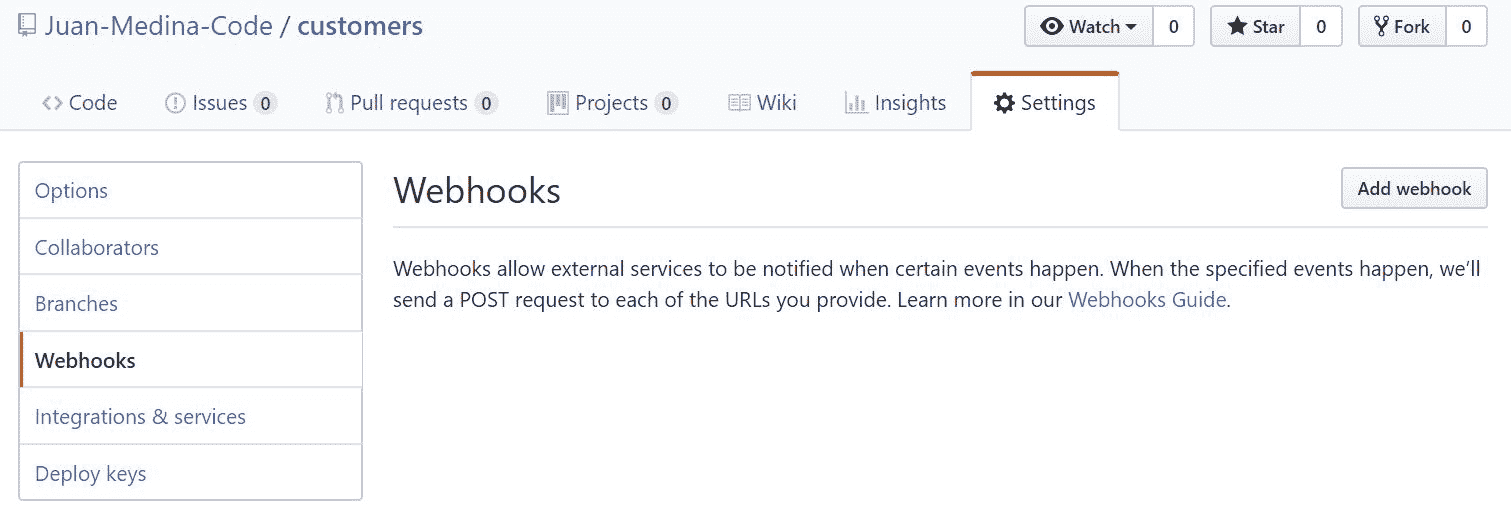 Juan-Medina-Code / customers
Watch 0 Star 0 Fork 0
Code Issues 0 Pull requests 0 Projects 0 Wiki Insights Settings
Options
Collaborators
Branches
Webhooks
Integrations & services
Deploy keys
Webhooks
Add webhook
Webhooks allow external services to be notified when certain events happen. When the specified events happen, we’ll
send a POST request to each of the URLs you provide. Learn more in our Webhooks Guide.